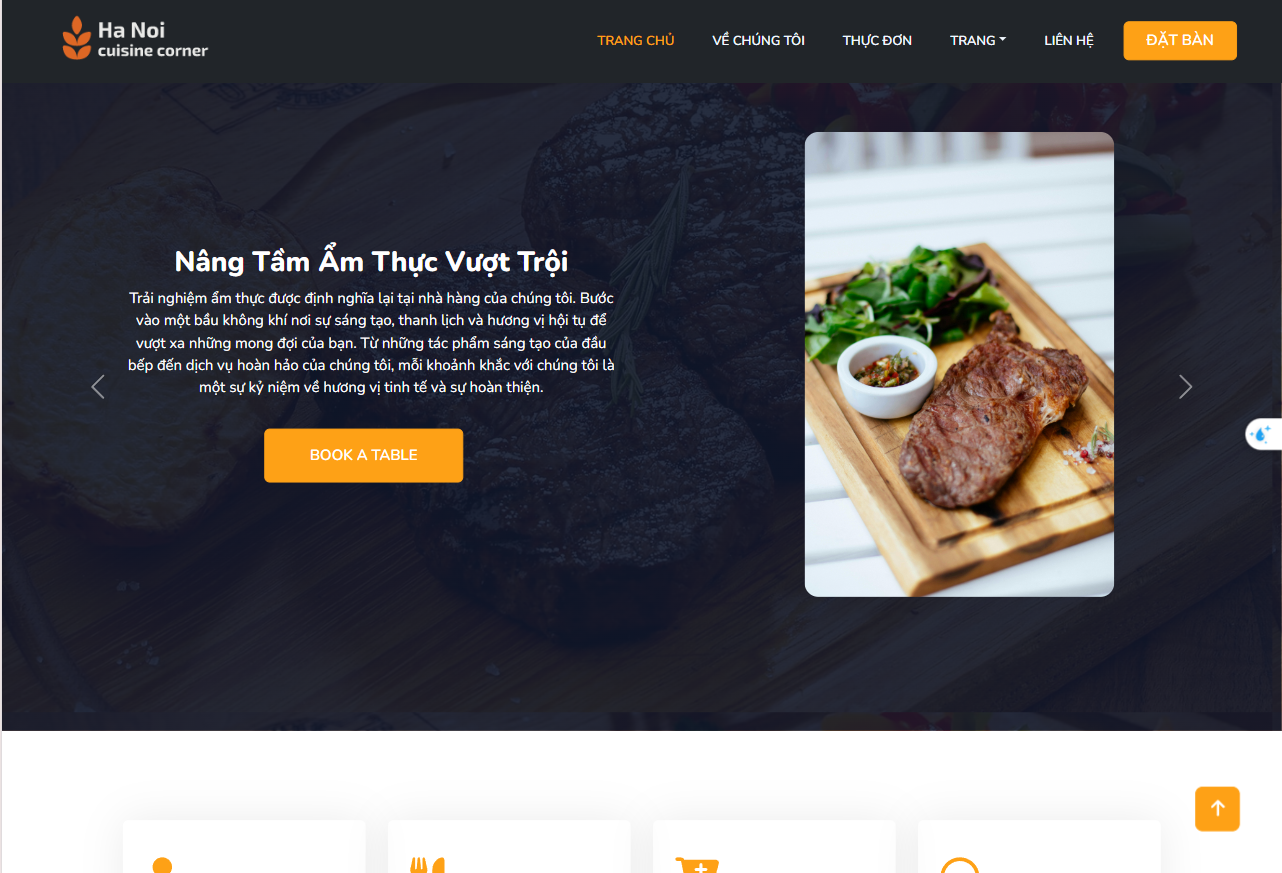 Ha Noi
cuisine corner
TRANG CHỦ
VỀ CHÚNG TÔI
THỰC ĐƠN
TRANG
LIÊN HỆ
ĐẶT BÀN
Nâng Tầm Ẩm Thực Vượt Trội
Trải nghiệm ẩm thực được định nghĩa lại tại nhà hàng của chúng tôi. Bước
vào một bầu không khí nơi sự sáng tạo, thanh lịch và hương vị hội tụ để
vượt xa những mong đợi của bạn. Từ những tác phẩm sáng tạo của đầu
bếp đến dịch vụ hoàn hảo của chúng tôi, mỗi khoảnh khắc với chúng tôi là
một sự kỷ niệm về hương vị tinh tế và sự hoàn thiện.
BOOK A TABLE